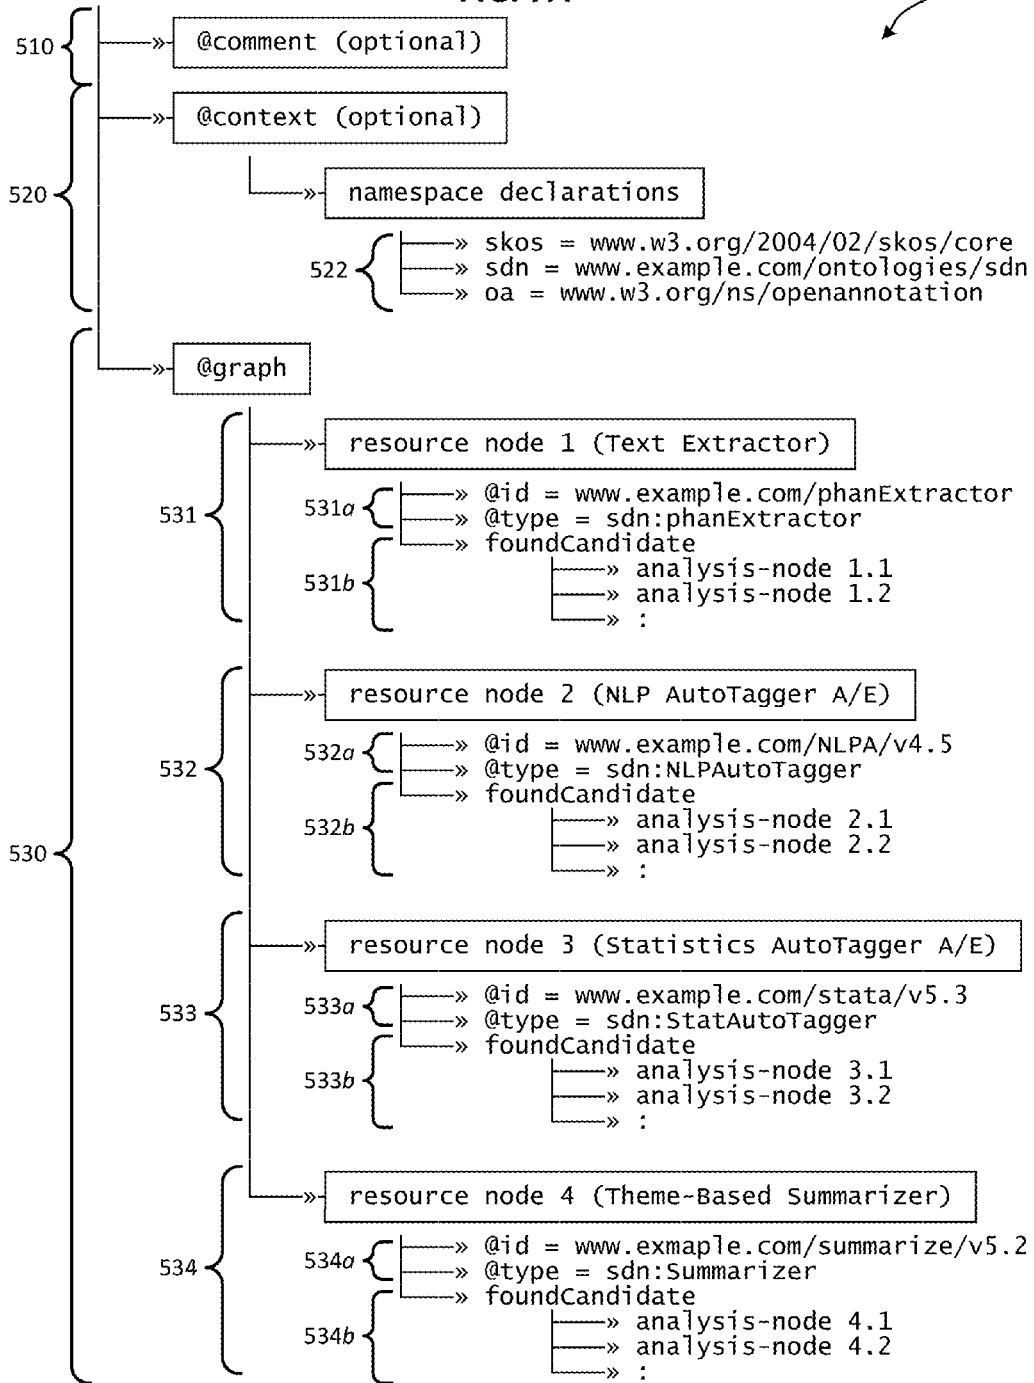 510
@comment (optional)
@context (optional)
520
namespace declarations
522
» skos = www.w3.org/2004/02/skos/core
» sdn = www.example.com/ontologies/sdn
» oa = www.w3.org/ns/openannotation
530
@graph
531
resource node 1 (Text Extractor)
531a
» @id = www.example.com/phanExtractor
» @type = sdn:phanExtractor
531b
» foundCandidate
» analysis-node 1.1
» analysis-node 1.2
» :
532
resource node 2 (NLP AutoTagger A/E)
532a
» @id = www.example.com/NLPA/v4.5
» @type = sdn:NLPAutoTagger
532b
» foundCandidate
» analysis-node 2.1
» analysis-node 2.2
» :
533
resource node 3 (Statistics AutoTagger A/E)
533a
» @id = www.example.com/stata/v5.3
» @type = sdn:StatAutoTagger
533b
» foundCandidate
» analysis-node 3.1
» analysis-node 3.2
» :
534
resource node 4 (Theme-Based Summarizer)
534a
» @id = www.exmaple.com/summarize/v5.2
» @type = sdn:Summarizer
534b
» foundCandidate
» analysis-node 4.1
» analysis-node 4.2
» :